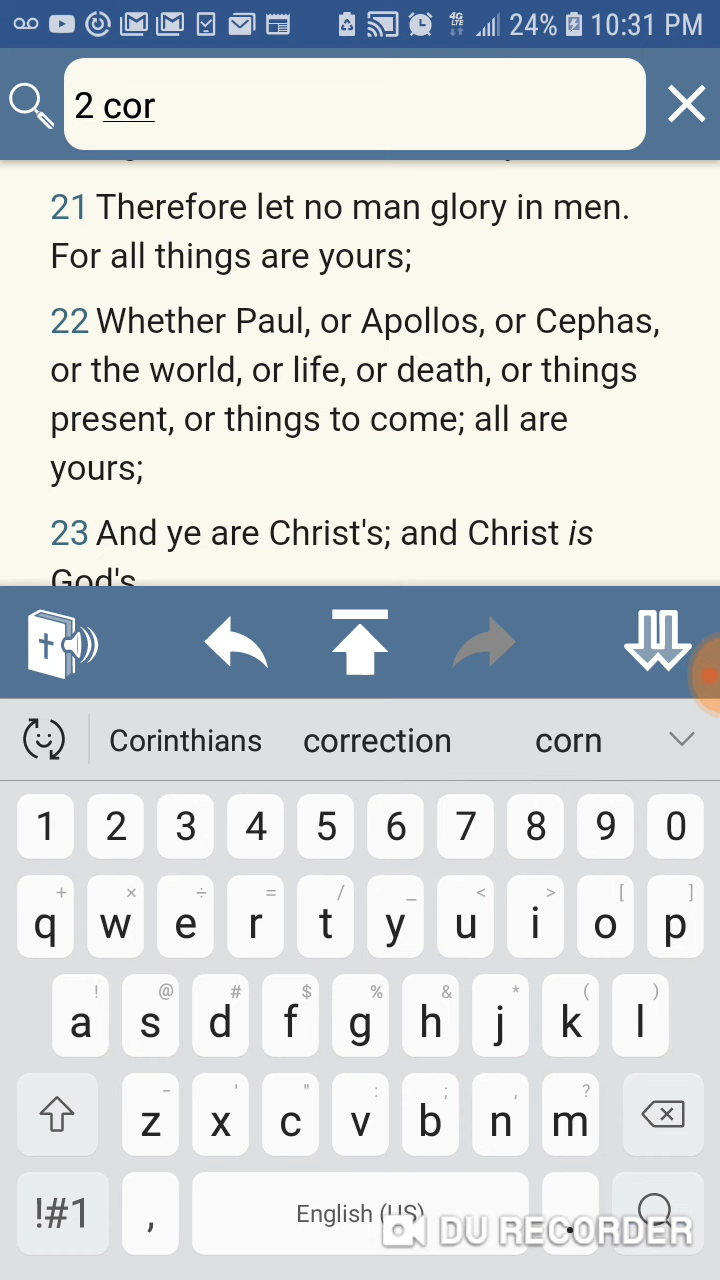 4G LTE 24% 10:31 PM
2 cor
21 Therefore let no man glory in men.
For all things are yours;
22 Whether Paul, or Apollos, or Cephas,
or the world, or life, or death, or things
present, or things to come; all are
yours;
23 And ye are Christ's; and Christ is
God's
Corinthians correction corn
1 2 3 4 5 6 7 8 9 0
+ × ÷ = / _ < > [ ]
q w e r t y u i o p
! @ # $ % & * ( )
a s d f g h j k l
- ' " : ; , ?
z x c v b n m
!#1 , English (US) .
DU RECORDER